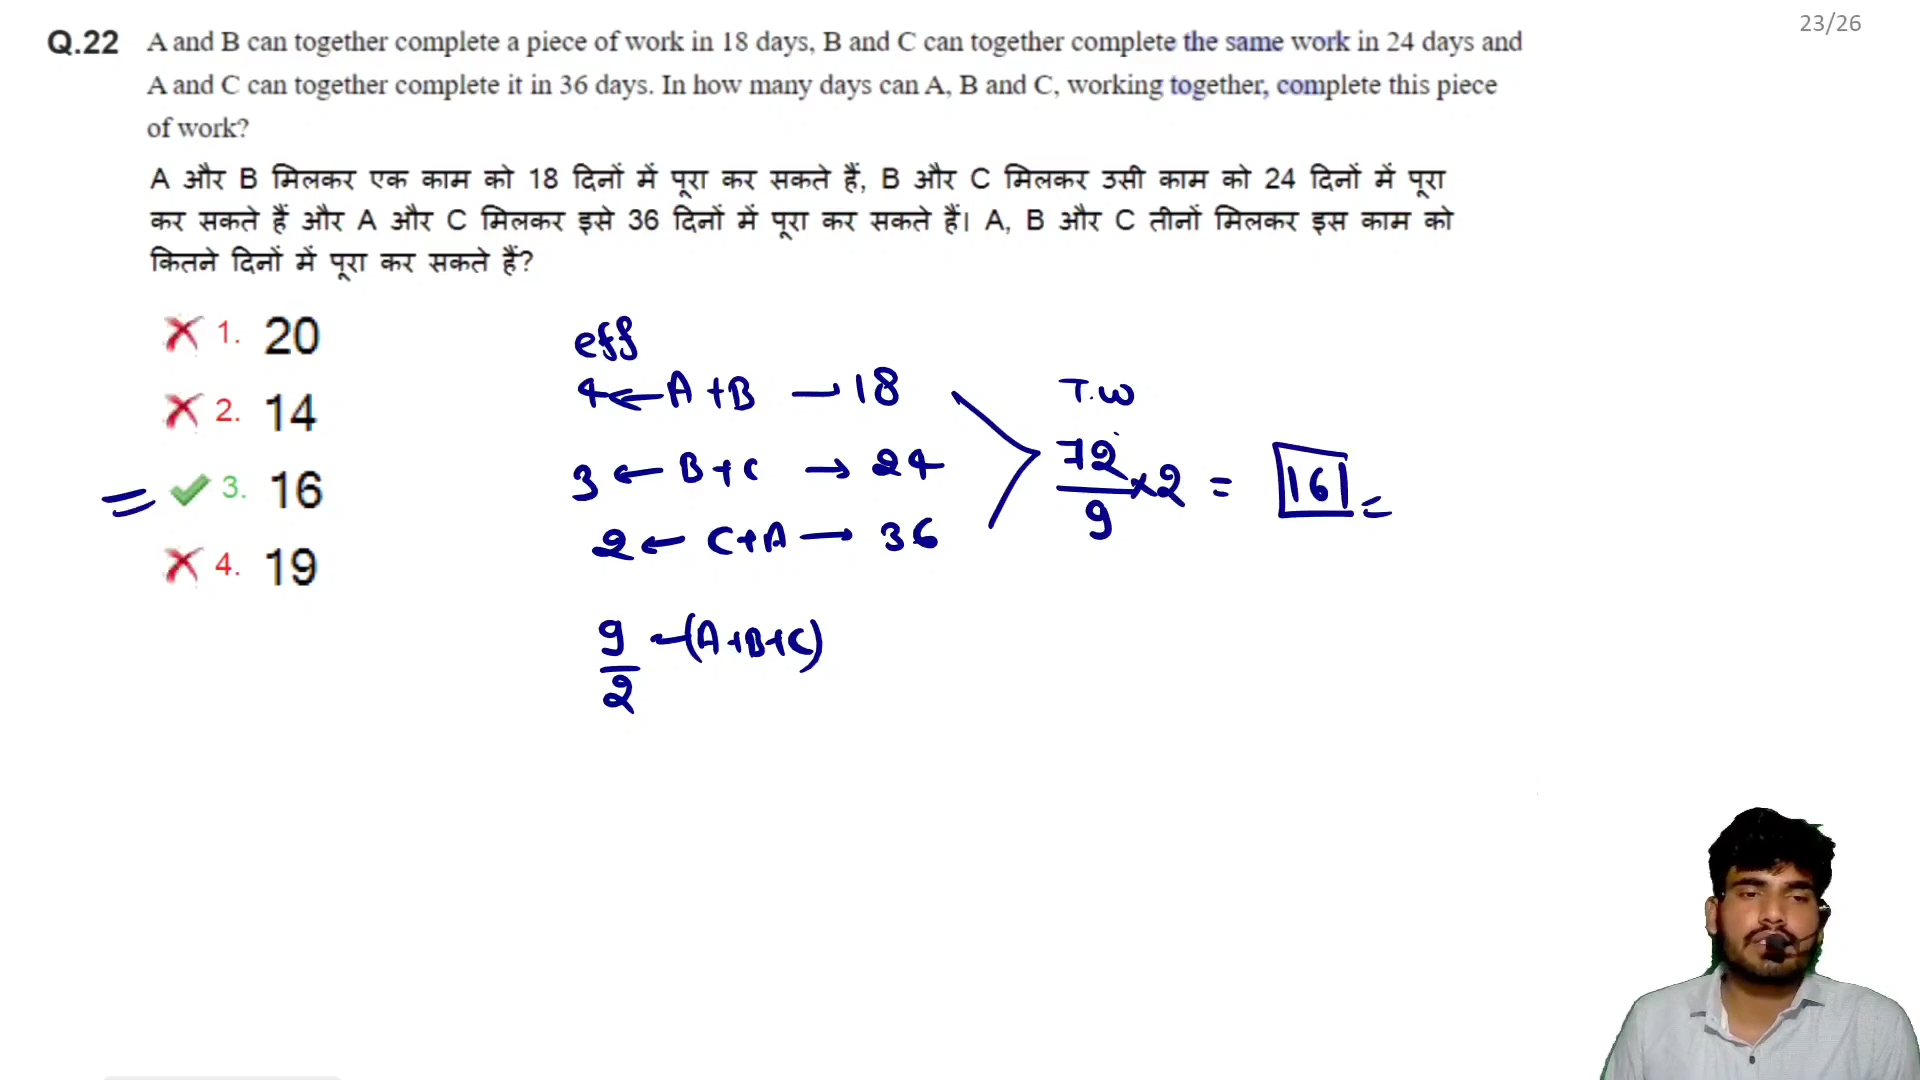 23/26
Q.22 A and B can together complete a piece of work in 18 days, B and C can together complete the same work in 24 days and
A and C can together complete it in 36 days. In how many days can A, B and C, working together, complete this piece
of work?
A और B मिलकर एक काम को 18 दिनों में पूरा कर सकते हैं, B और C मिलकर उसी काम को 24 दिनों में पूरा
कर सकते हैं और A और C मिलकर इसे 36 दिनों में पूरा कर सकते हैं। A, B और C तीनों मिलकर इस काम को
कितने दिनों में पूरा कर सकते हैं?
1. 20
2. 14
3. 16
4. 19
eff
4 ← A+B — 18
3 ← B+C → 24
2 ← C+A → 36
9/2 — (A+B+C)
T.W
72/9 × 2 = 16 =